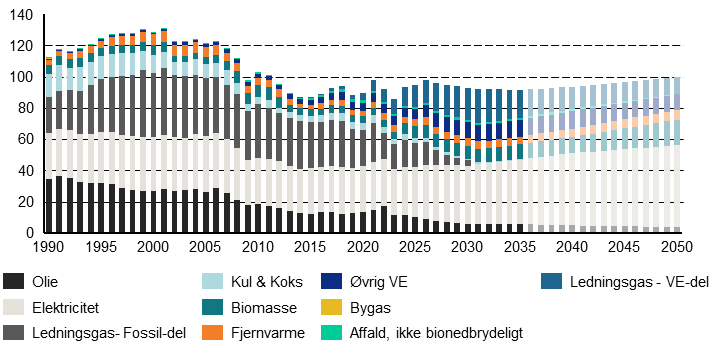 140
120
100
80
60
40
20
0
1990 1995 2000 2005 2010 2015 2020 2025 2030 2035 2040 2045 2050
Olie Kul & Koks Øvrig VE Ledningsgas - VE-del
Elektricitet Biomasse Bygas
Ledningsgas- Fossil-del Fjernvarme Affald, ikke bionedbrydeligt